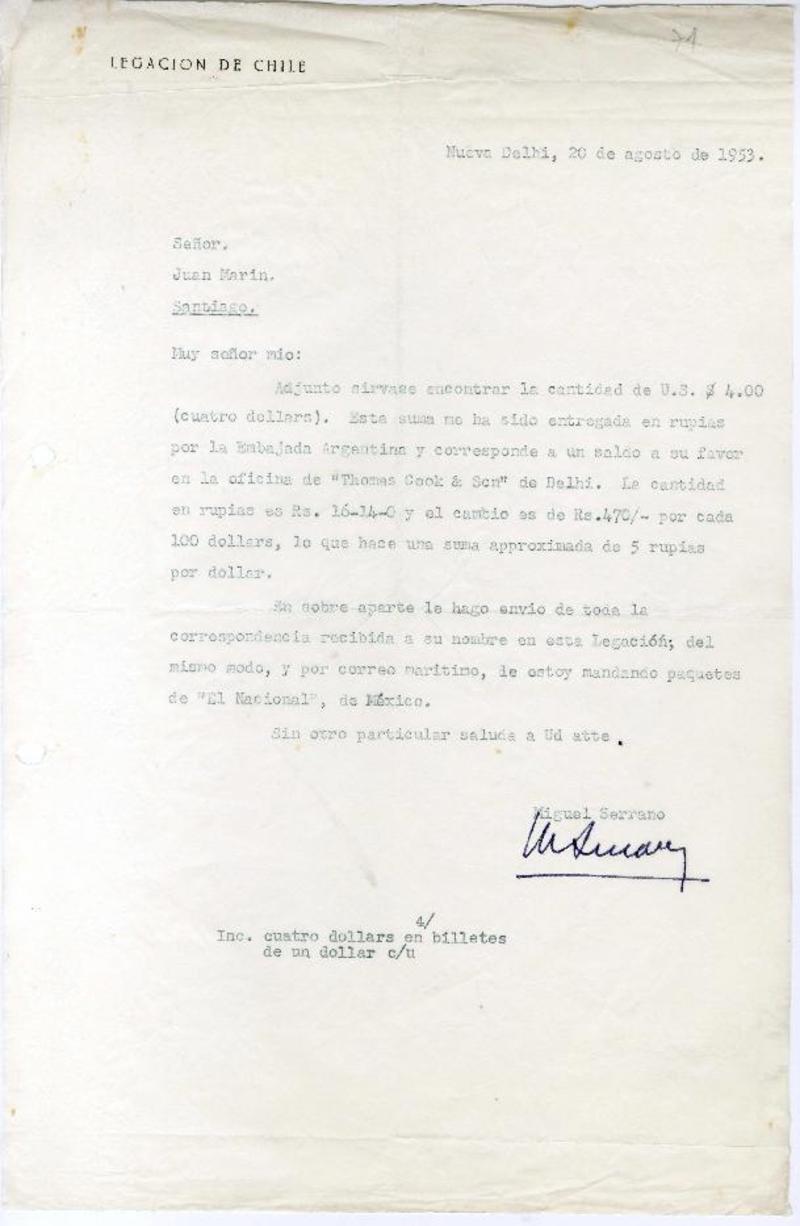 71
LEGACION DE CHILE
Nueva Delhi, 20 de agosto de 1953.
Señor.
Juan Marin.
Santiago.
Muy señor mio:
Adjunto sirvase encontrar la cantidad de U.S. $ 4.00
(cuatro dollars). Esta suma me ha sido entregada en rupias
por la Embajada Argentina y corresponde a un saldo a su favor
en la oficina de "Thomas Cook & Son" de Delhi. La cantidad
en rupias es Rs. 16-14-0 y el cambio es de Rs.470/- por cada
100 dollars, lo que hace una suma approximada de 5 rupias
por dollar.
En sobre aparte le hago envio de toda la
correspondencia recibida a su nombre en esta Legación; del
mismo modo, y por correo maritimo, le estoy mandando paquetes
de "El Nacional", de México.
Sin otro particular saluda a Ud atte.
Miguel Serrano
4/
Inc. cuatro dollars en billetes
de un dollar c/u